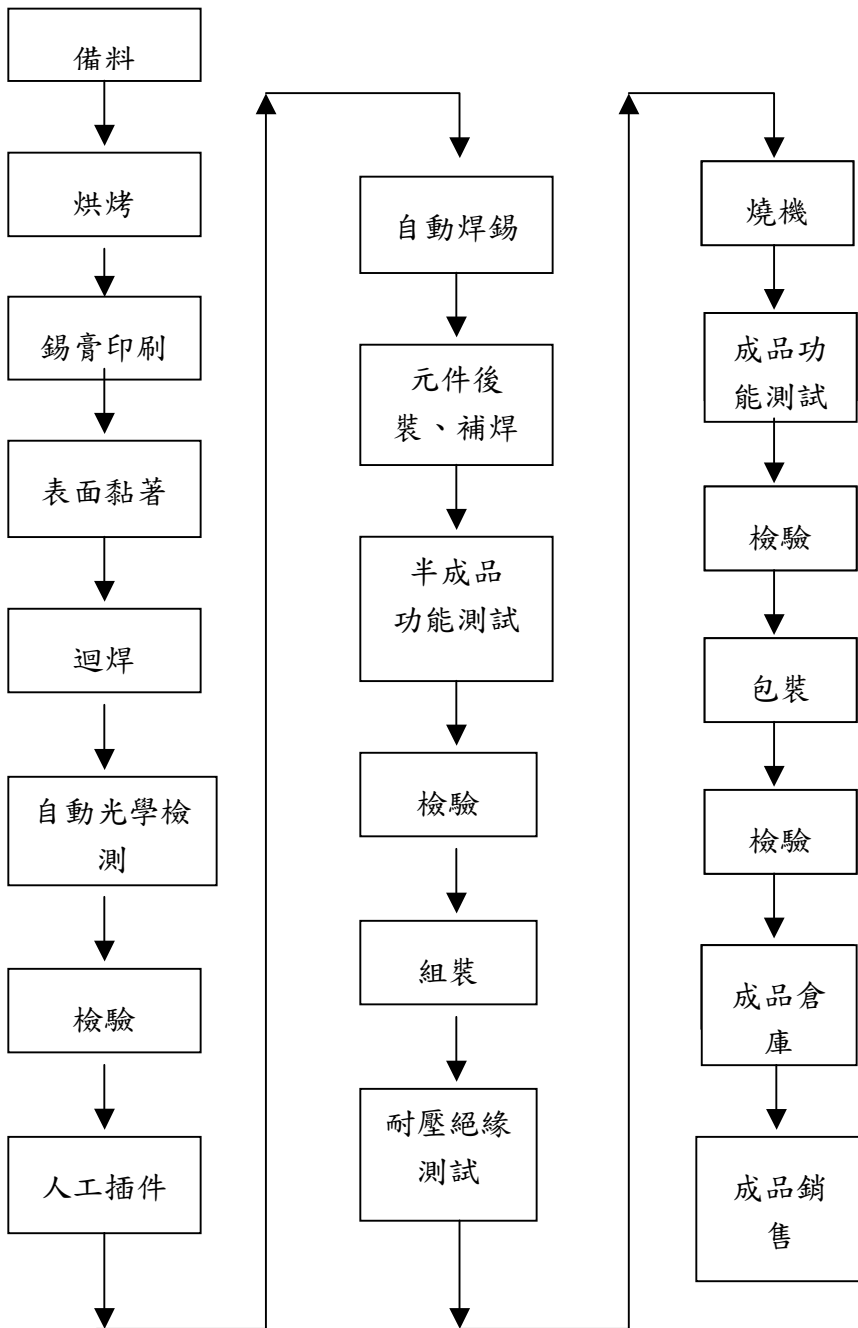 備料
烘烤
錫膏印刷
表面黏著
迴焊
自動光學檢
測
檢驗
人工插件
自動焊錫
元件後
裝、補焊
半成品
功能測試
檢驗
組裝
耐壓絕緣
測試
燒機
成品功
能測試
檢驗
包裝
檢驗
成品倉
庫
成品銷
售